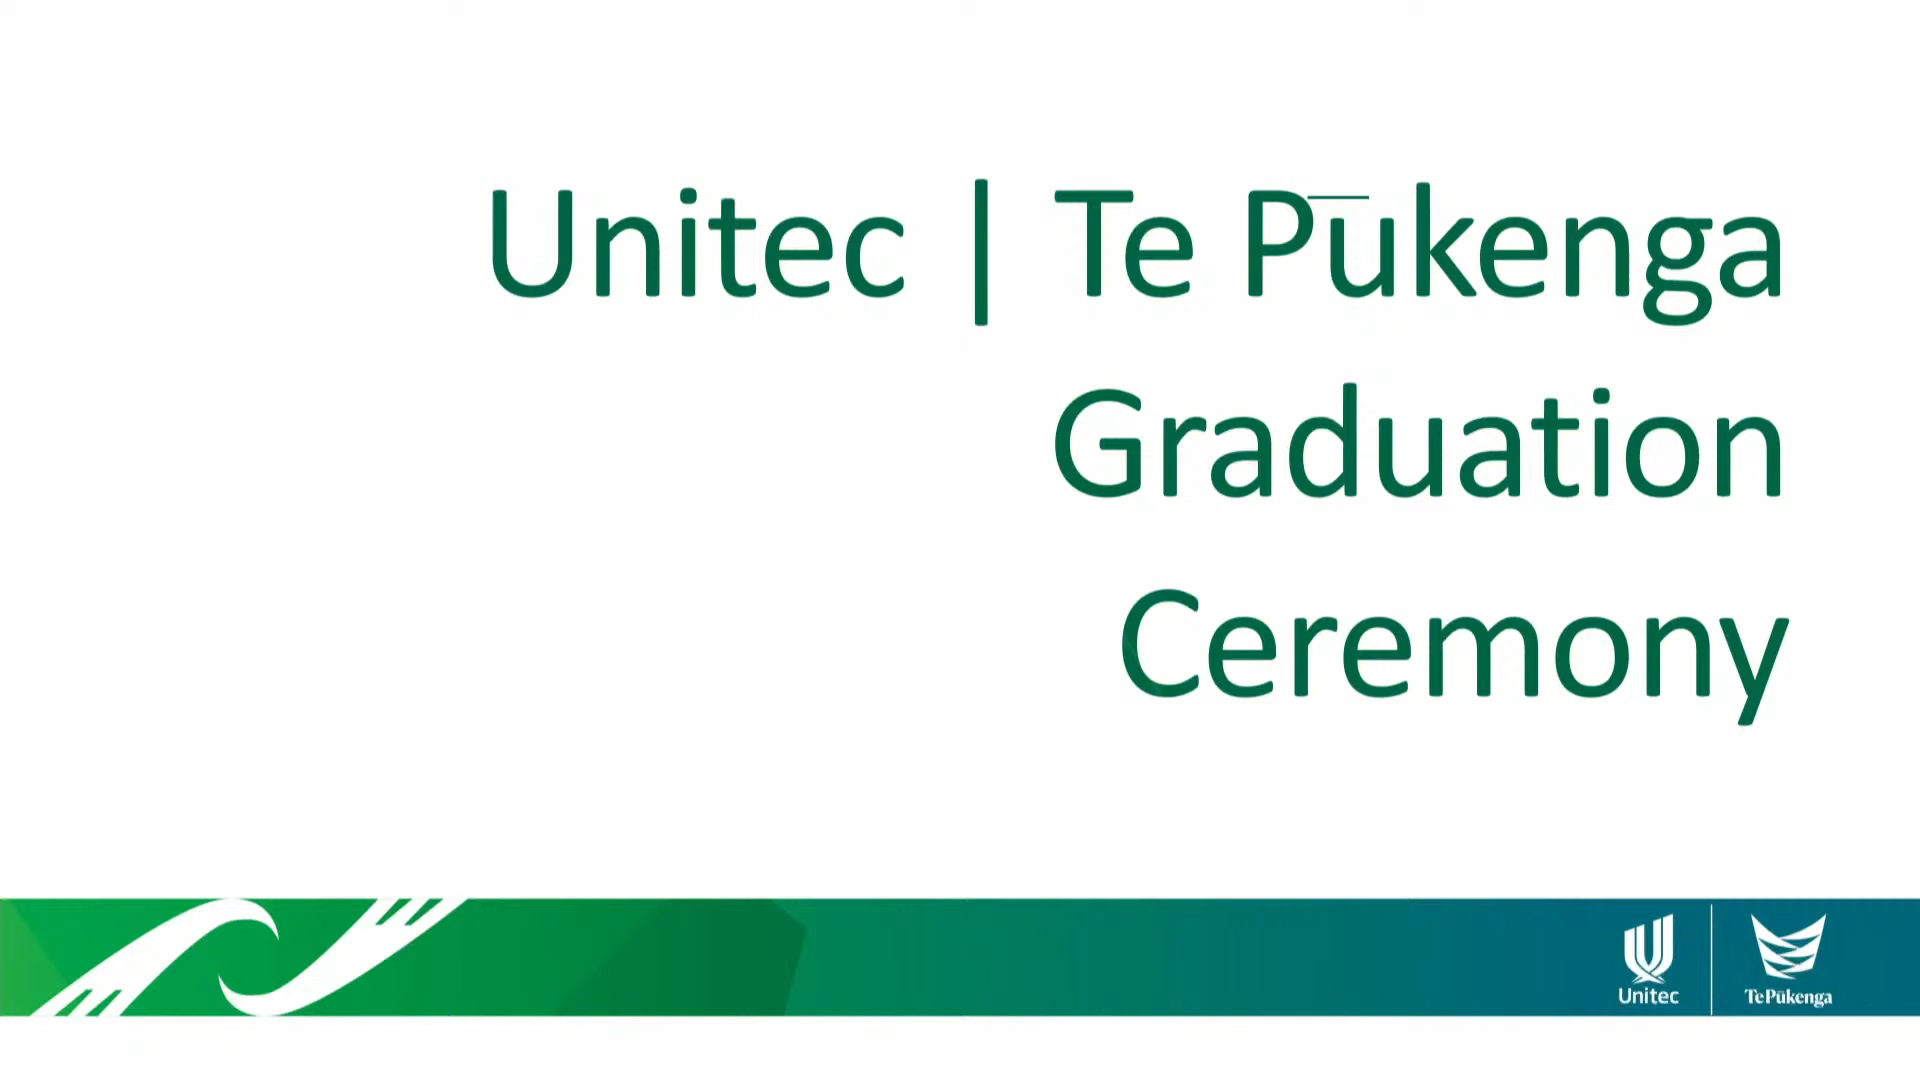 Unitec | Te Pūkenga
Graduation
Ceremony
Unitec
Te Pūkenga